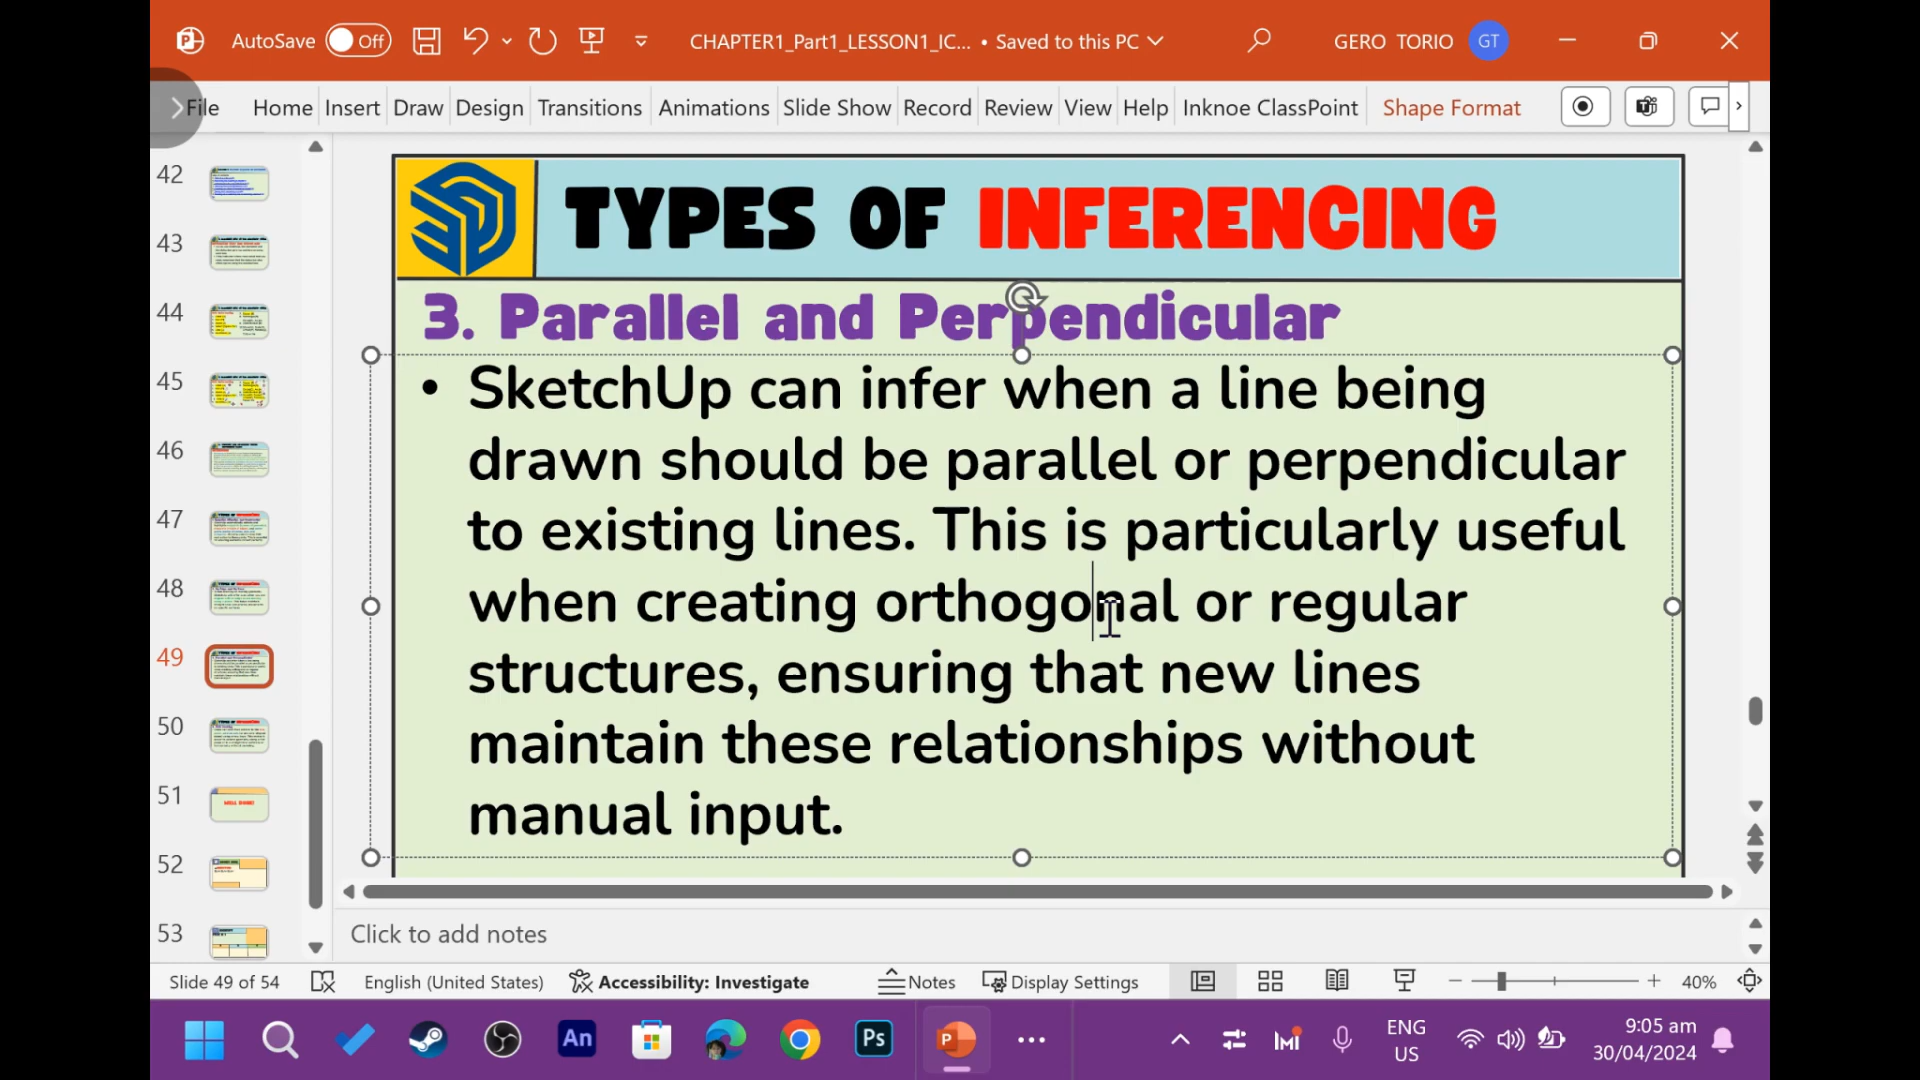 AutoSave Off CHAPTER1_Part1_LESSON1_IC... • Saved to this PC GERO TORIO GT
File Home Insert Draw Design Transitions Animations Slide Show Record Review View Help Inknoe ClassPoint Shape Format
42
43
44
45
46
47
48
49
50
51
52
53
TYPES OF INFERENCING
3. Parallel and Perpendicular
• SketchUp can infer when a line being
drawn should be parallel or perpendicular
to existing lines. This is particularly useful
when creating orthogonal or regular
structures, ensuring that new lines
maintain these relationships without
manual input.
Click to add notes
Slide 49 of 54 English (United States) Accessibility: Investigate Notes Display Settings 40%
An Ps P ENG
US
9:05 am
30/04/2024